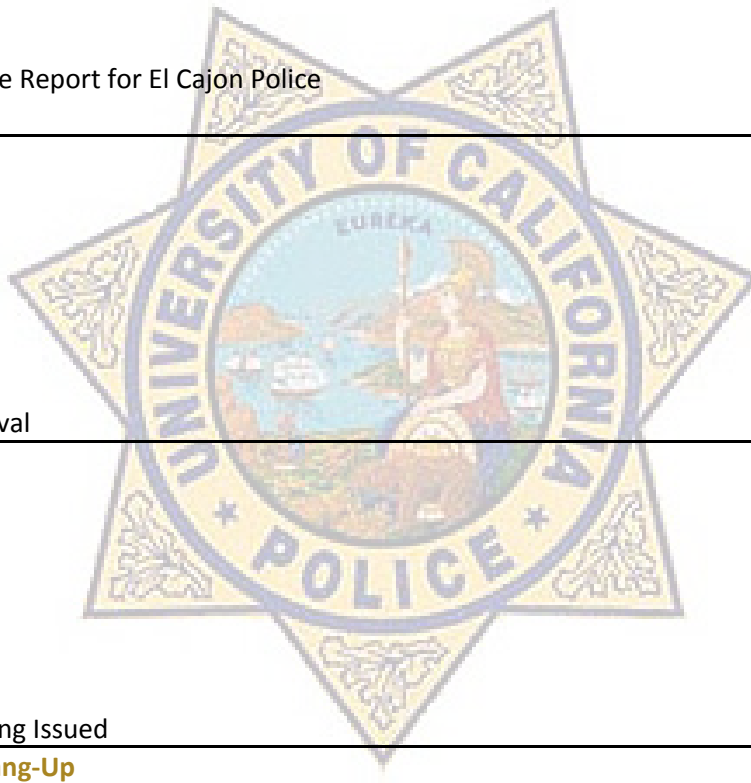 e Report for El Cajon Police
UNIVERSITY OF CALIFORNIA
EUREKA
val
POLICE
ng Issued
ng-Up